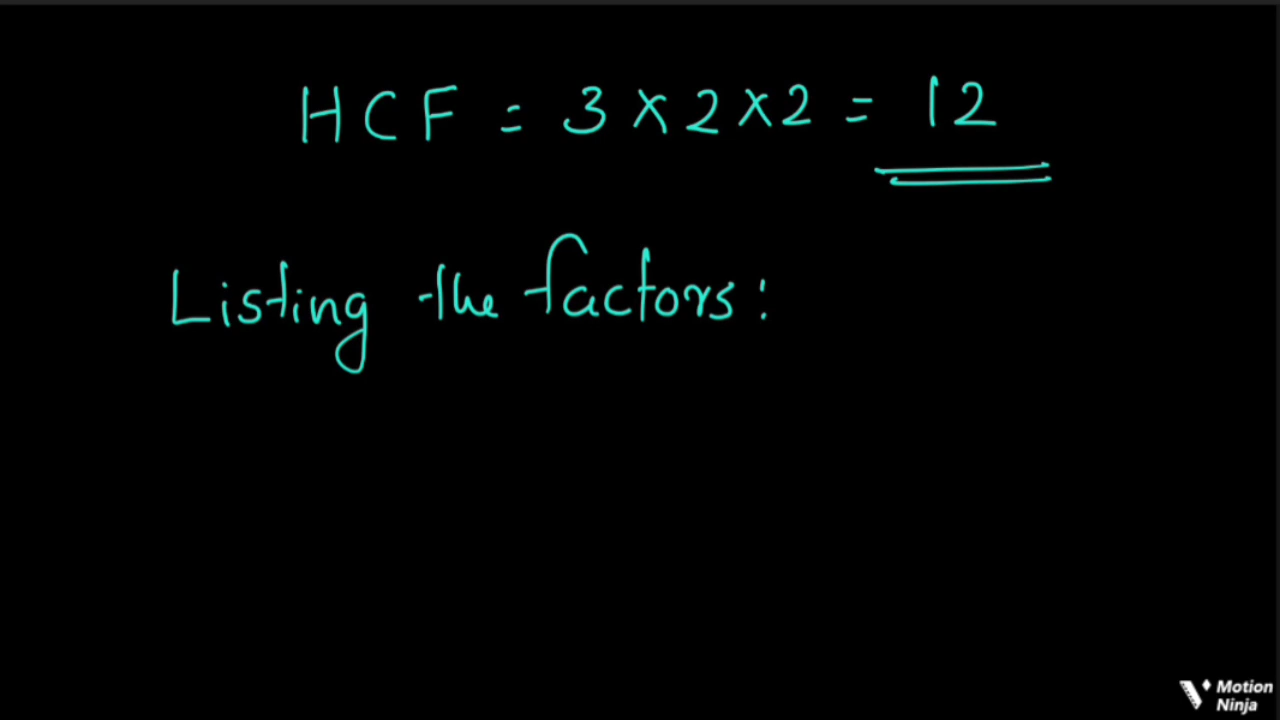 HCF = 3 × 2 × 2 = 12
Listing the factors:
Motion
Ninja